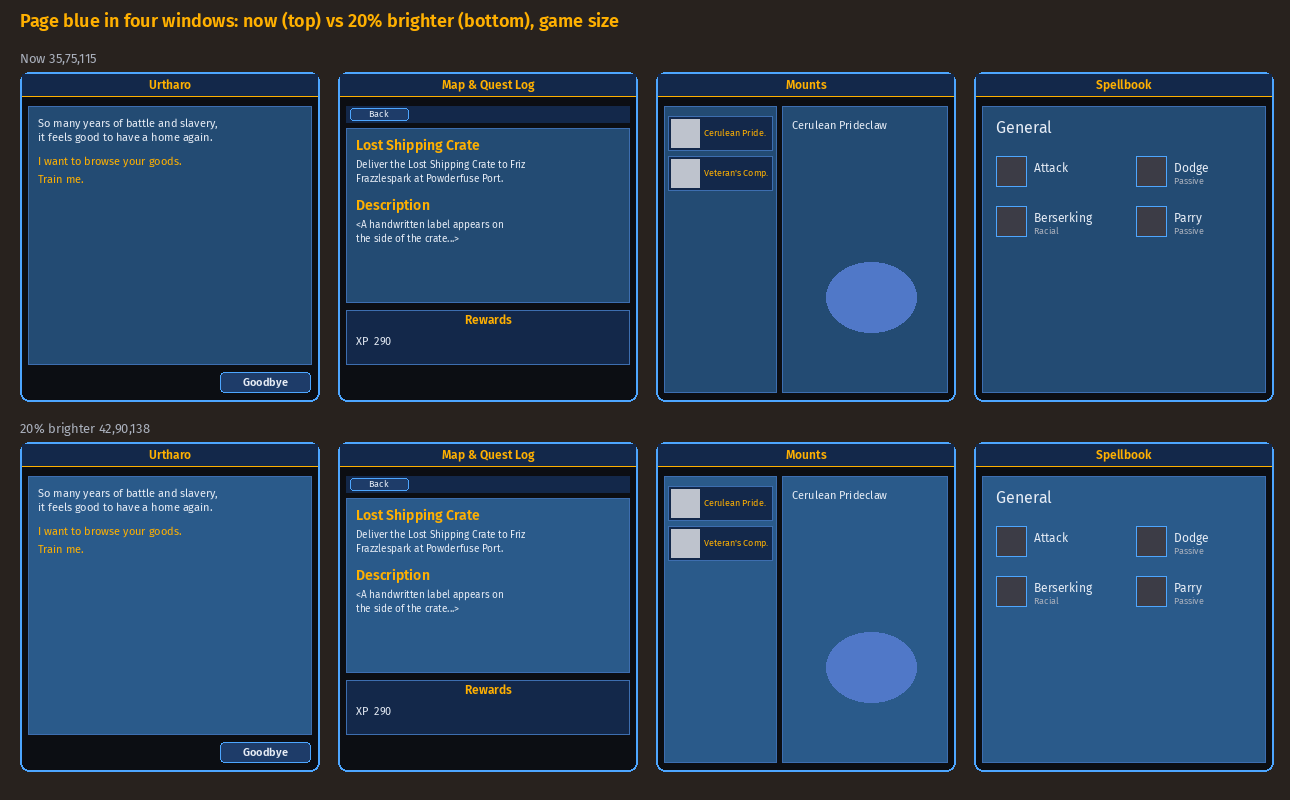 Page blue in four windows: now (top) vs 20% brighter (bottom), game size
Now 35,75,115
Urtharo
So many years of battle and slavery,
it feels good to have a home again.
I want to browse your goods.
Train me.
Goodbye
Map & Quest Log
Back
Lost Shipping Crate
Deliver the Lost Shipping Crate to Friz
Frazzlespark at Powderfuse Port.
Description
<A handwritten label appears on
the side of the crate...>
Rewards
XP 290
Mounts
Cerulean Pride.
Veteran's Comp.
Cerulean Prideclaw
Spellbook
General
Attack
Dodge
Passive
Berserking
Racial
Parry
Passive
20% brighter 42,90,138
Urtharo
So many years of battle and slavery,
it feels good to have a home again.
I want to browse your goods.
Train me.
Goodbye
Map & Quest Log
Back
Lost Shipping Crate
Deliver the Lost Shipping Crate to Friz
Frazzlespark at Powderfuse Port.
Description
<A handwritten label appears on
the side of the crate...>
Rewards
XP 290
Mounts
Cerulean Pride.
Veteran's Comp.
Cerulean Prideclaw
Spellbook
General
Attack
Dodge
Passive
Berserking
Racial
Parry
Passive